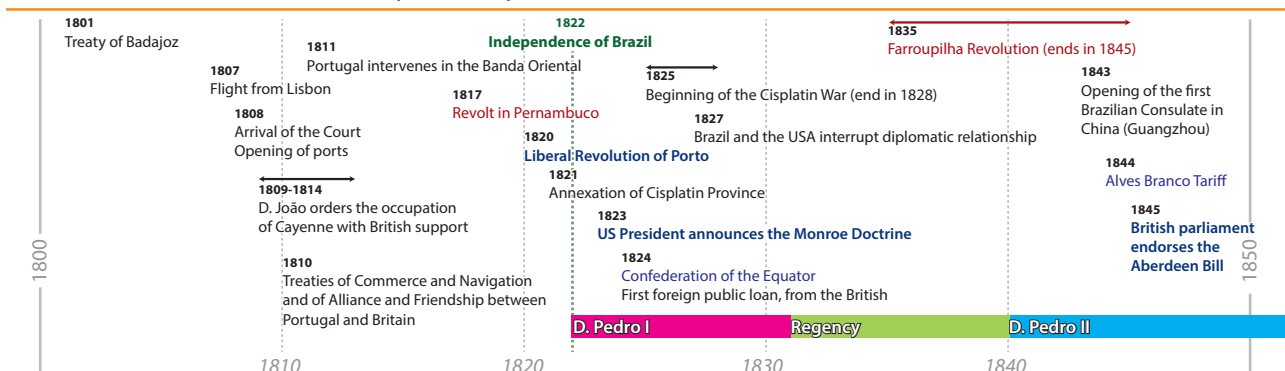 1801
Treaty of Badajoz
1807
Flight from Lisbon
1808
Arrival of the Court
Opening of ports
1809-1814
D. João orders the occupation
of Cayenne with British support
1810
Treaties of Commerce and Navigation
and of Alliance and Friendship between
Portugal and Britain
1811
Portugal intervenes in the Banda Oriental
1817
Revolt in Pernambuco
1820
Liberal Revolution of Porto
1821
Annexation of Cisplatin Province
1822
Independence of Brazil
1823
US President announces the Monroe Doctrine
1824
Confederation of the Equator
First foreign public loan, from the British
1825
Beginning of the Cisplatin War (end in 1828)
1827
Brazil and the USA interrupt diplomatic relationship
1835
Farroupilha Revolution (ends in 1845)
1843
Opening of the first
Brazilian Consulate in
China (Guangzhou)
1844
Alves Branco Tariff
1845
British parliament
endorses the
Aberdeen Bill
D. Pedro I
Regency
D. Pedro II
1800
1810
1820
1830
1840
1850